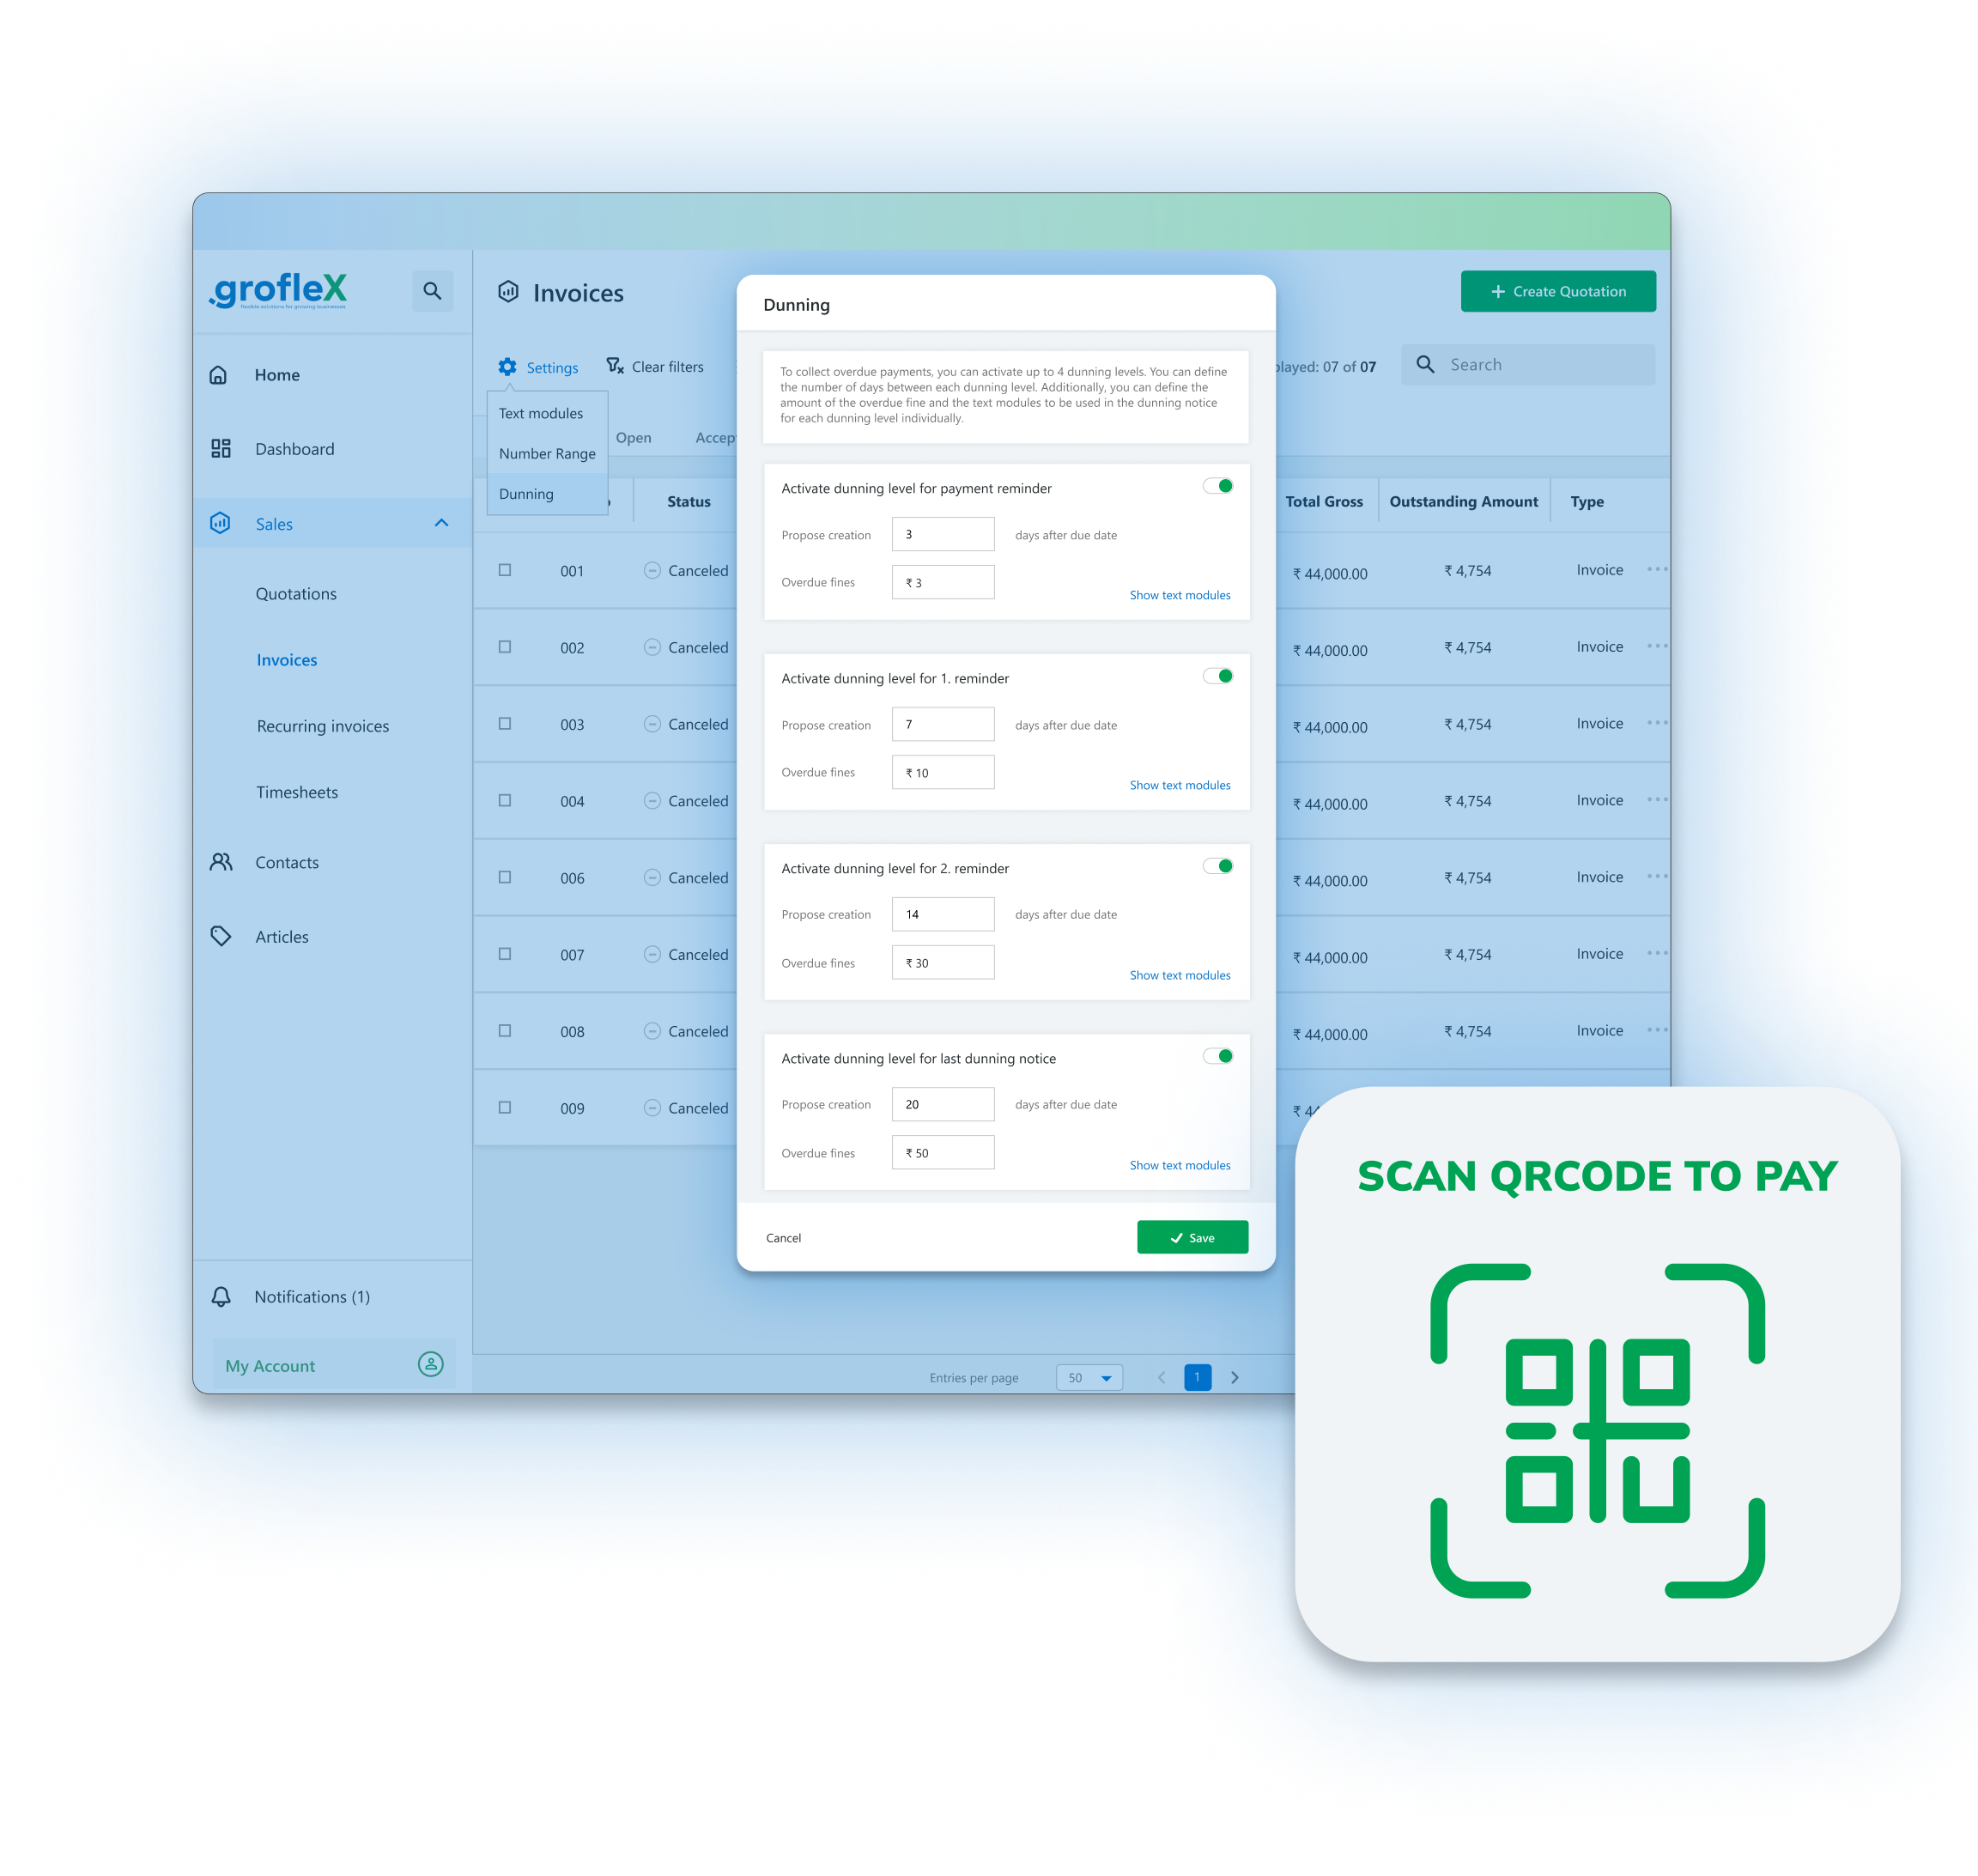 .grofleX
flexible solutions for growing businesses
Home
Dashboard
Sales
Quotations
Invoices
Recurring invoices
Timesheets
Contacts
Articles
Notifications (1)
My Account
Invoices
+ Create Quotation
Settings
Clear filters
played: 07 of 07
Search
Text modules
Number Range
Dunning
Open
Accep
Status
Total Gross
Outstanding Amount
Type
001 Canceled ₹ 44,000.00 ₹ 4,754 Invoice
002 Canceled ₹ 44,000.00 ₹ 4,754 Invoice
003 Canceled ₹ 44,000.00 ₹ 4,754 Invoice
004 Canceled ₹ 44,000.00 ₹ 4,754 Invoice
006 Canceled ₹ 44,000.00 ₹ 4,754 Invoice
007 Canceled ₹ 44,000.00 ₹ 4,754 Invoice
008 Canceled ₹ 44,000.00 ₹ 4,754 Invoice
009 Canceled ₹ 44
Entries per page 50 1
Dunning
To collect overdue payments, you can activate up to 4 dunning levels. You can define
the number of days between each dunning level. Additionally, you can define the
amount of the overdue fine and the text modules to be used in the dunning notice
for each dunning level individually.
Activate dunning level for payment reminder
Propose creation 3 days after due date
Overdue fines ₹ 3
Show text modules
Activate dunning level for 1. reminder
Propose creation 7 days after due date
Overdue fines ₹ 10
Show text modules
Activate dunning level for 2. reminder
Propose creation 14 days after due date
Overdue fines ₹ 30
Show text modules
Activate dunning level for last dunning notice
Propose creation 20 days after due date
Overdue fines ₹ 50
Show text modules
Cancel
Save
SCAN QRCODE TO PAY